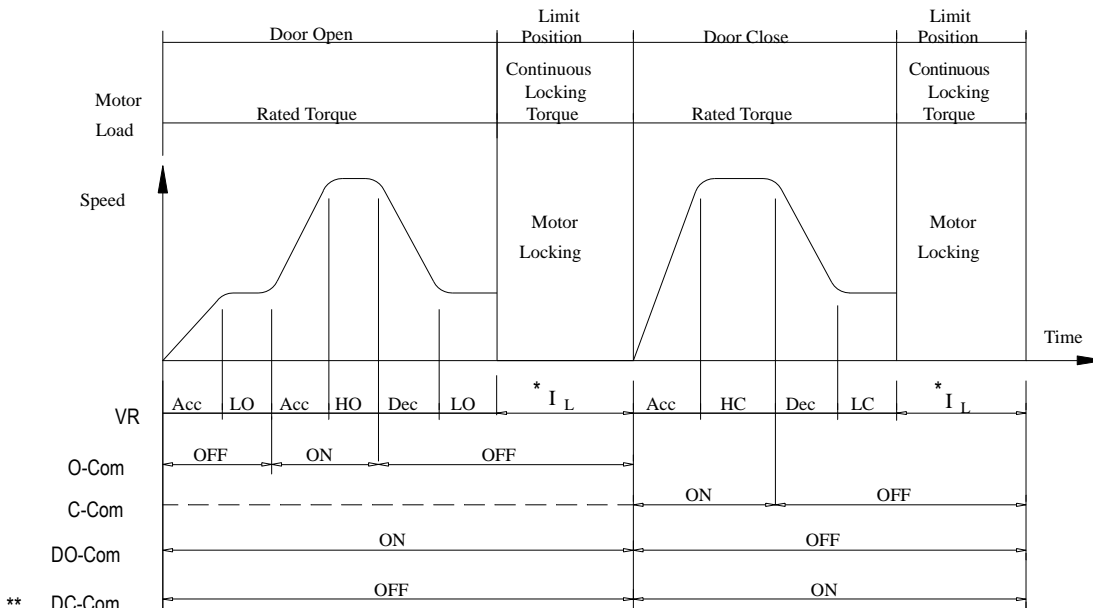 Limit
Position
Limit
Position
Door Open
Door Close
Continuous
Locking
Torque
Continuous
Locking
Torque
Motor
Load
Rated Torque
Rated Torque
Speed
Motor
Locking
Motor
Locking
Time
VR
Acc LO Acc HO Dec LO * I L Acc HC Dec LC * I L
O-Com OFF ON OFF
C-Com ON OFF
DO-Com ON OFF
** DC-Com OFF ON